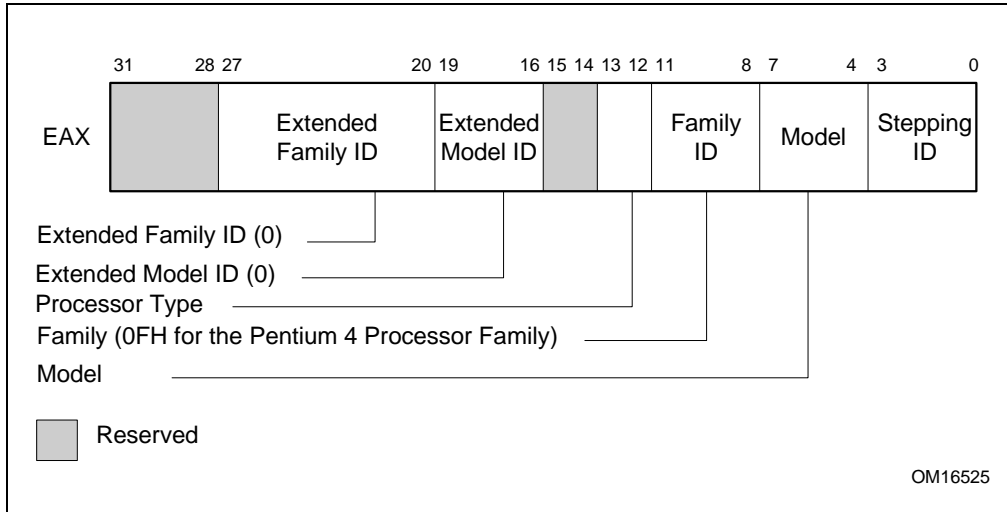 31 28 27 20 19 16 15 14 13 12 11 8 7 4 3 0
EAX
Extended Family ID
Extended Model ID
Family ID
Model
Stepping ID
Extended Family ID (0)
Extended Model ID (0)
Processor Type
Family (0FH for the Pentium 4 Processor Family)
Model
Reserved
OM16525